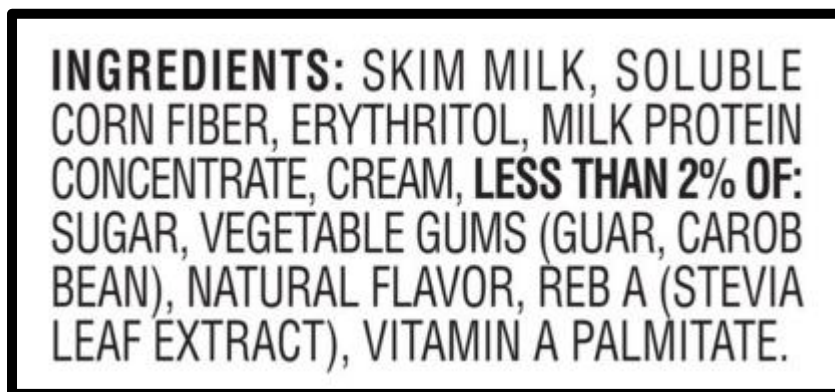 INGREDIENTS: SKIM MILK, SOLUBLE
CORN FIBER, ERYTHRITOL, MILK PROTEIN
CONCENTRATE, CREAM, LESS THAN 2% OF:
SUGAR, VEGETABLE GUMS (GUAR, CAROB
BEAN), NATURAL FLAVOR, REB A (STEVIA
LEAF EXTRACT), VITAMIN A PALMITATE.